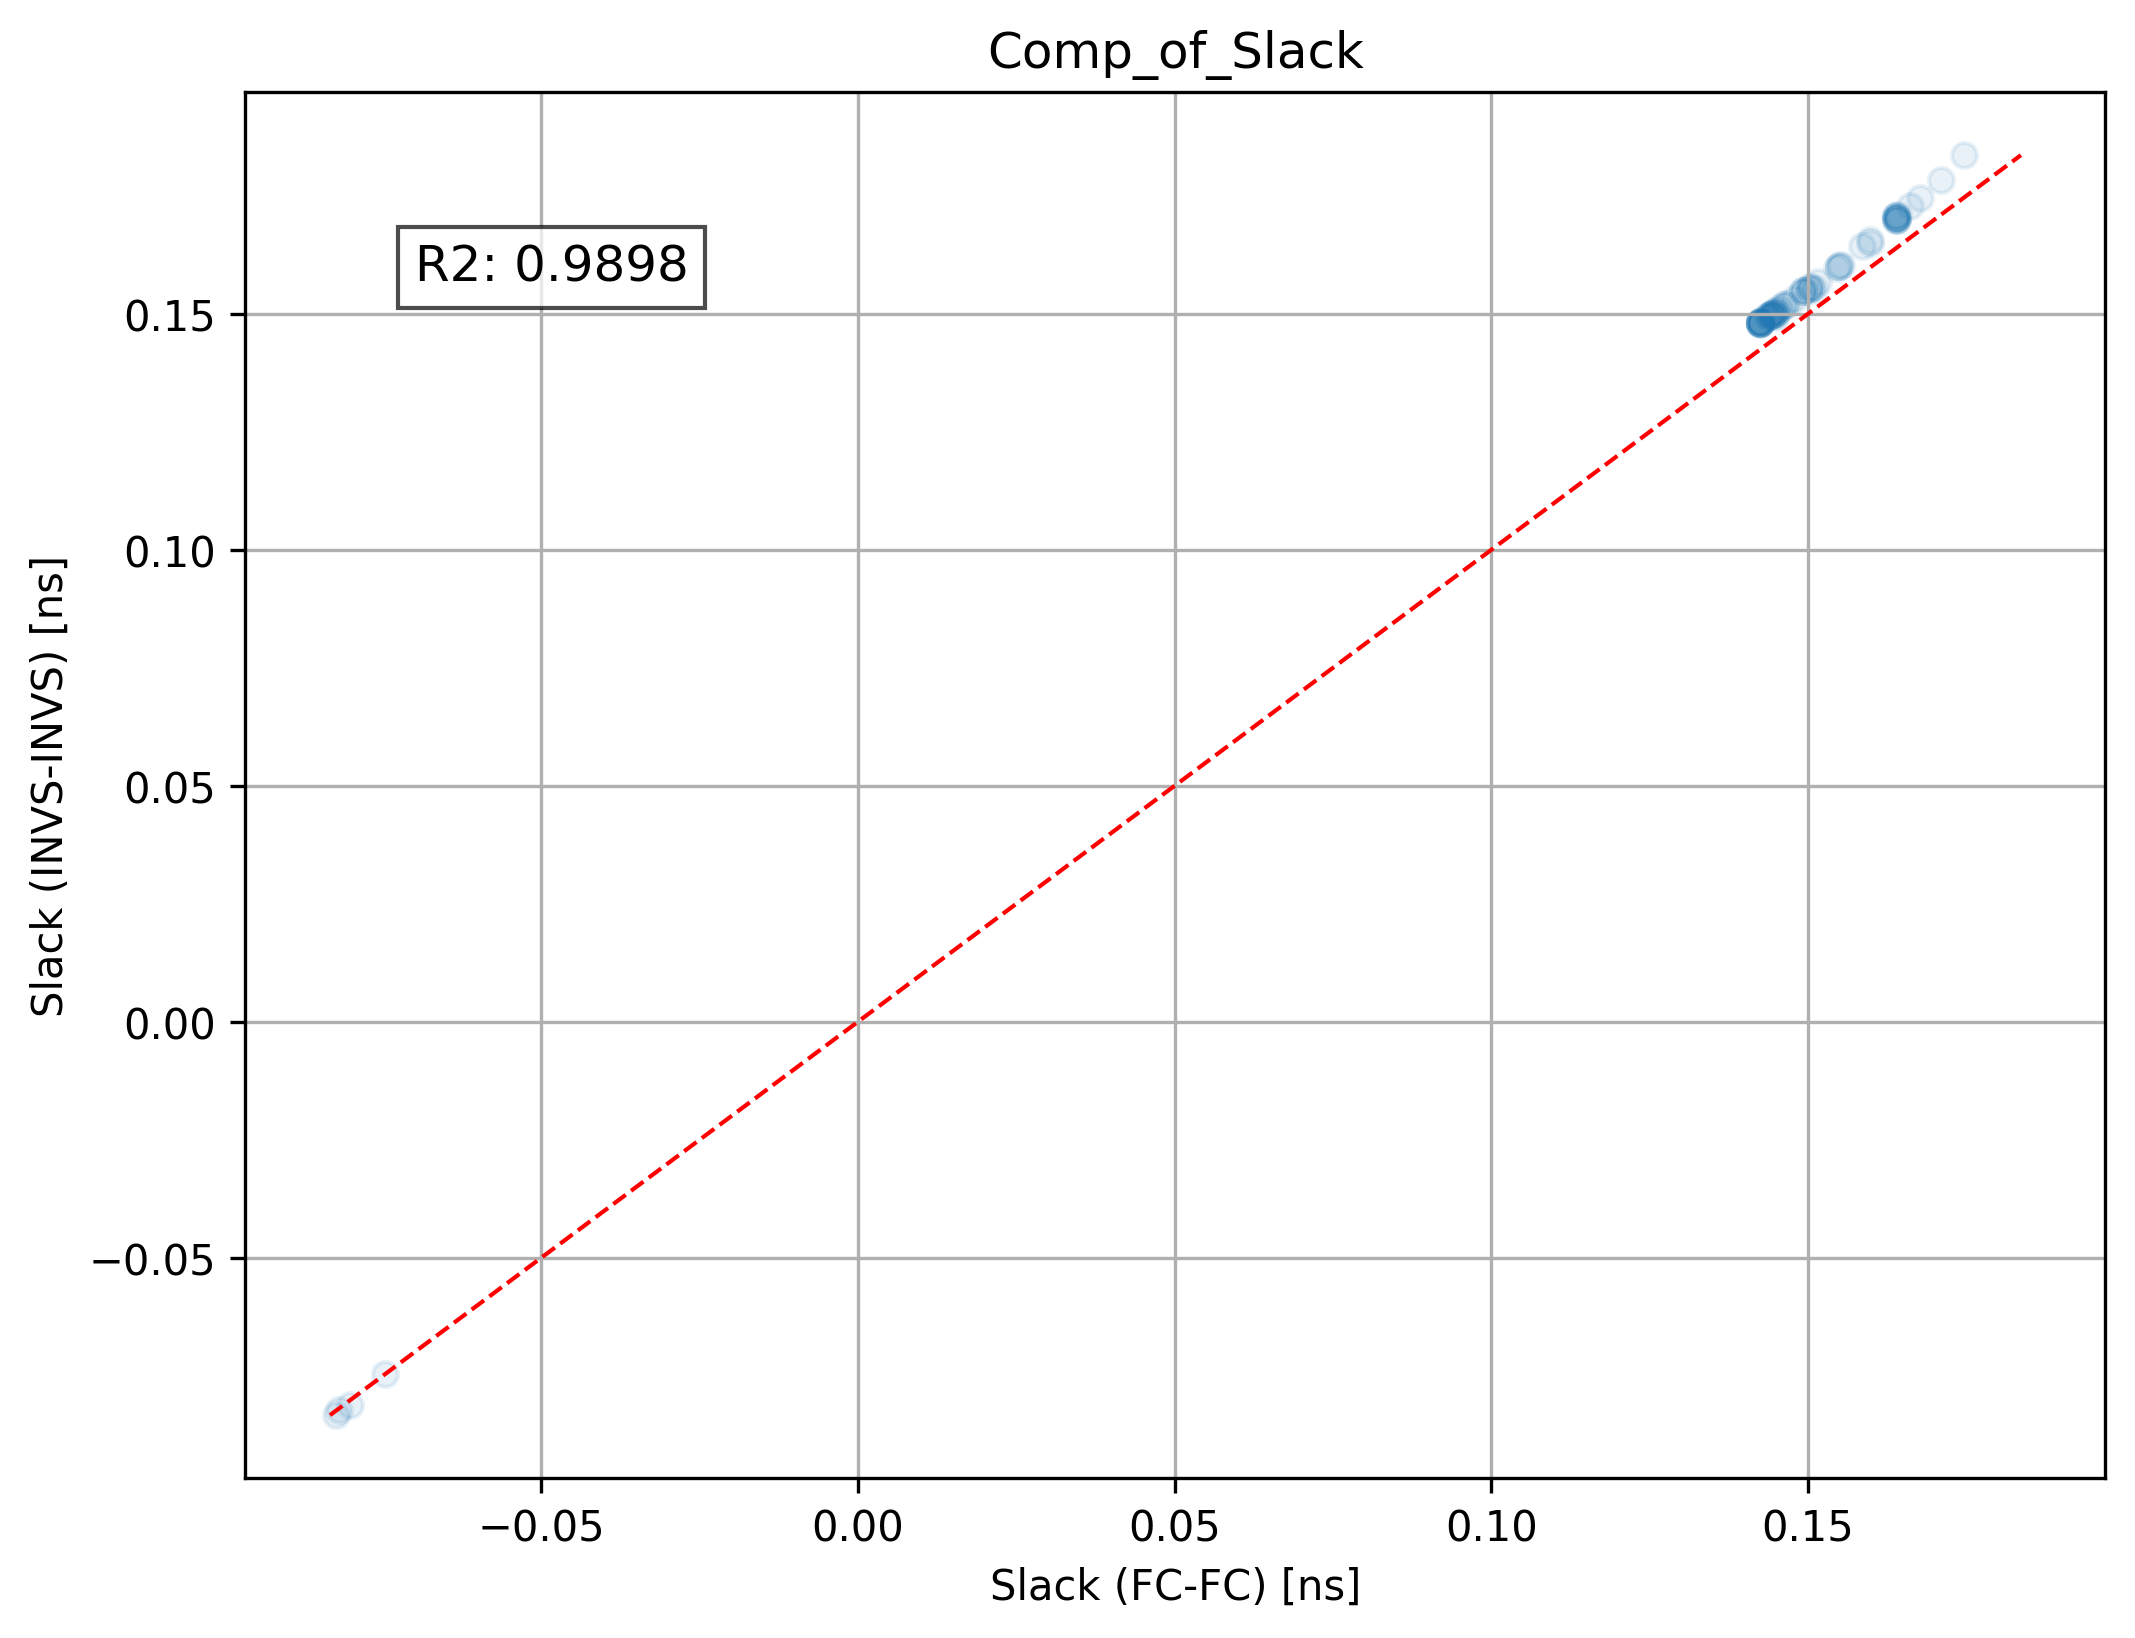 Comp_of_Slack
R2: 0.9898
Slack (INVS-INVS) [ns]
0.15
0.10
0.05
0.00
−0.05
−0.05 0.00 0.05 0.10 0.15
Slack (FC-FC) [ns]